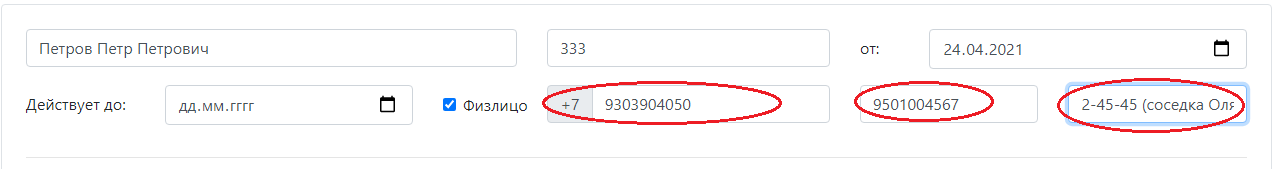 Петров Петр Петрович 333 от: 24.04.2021
Действует до: дд.мм.гггг Физлицо +7 9303904050 9501004567 2-45-45 (соседка Оля